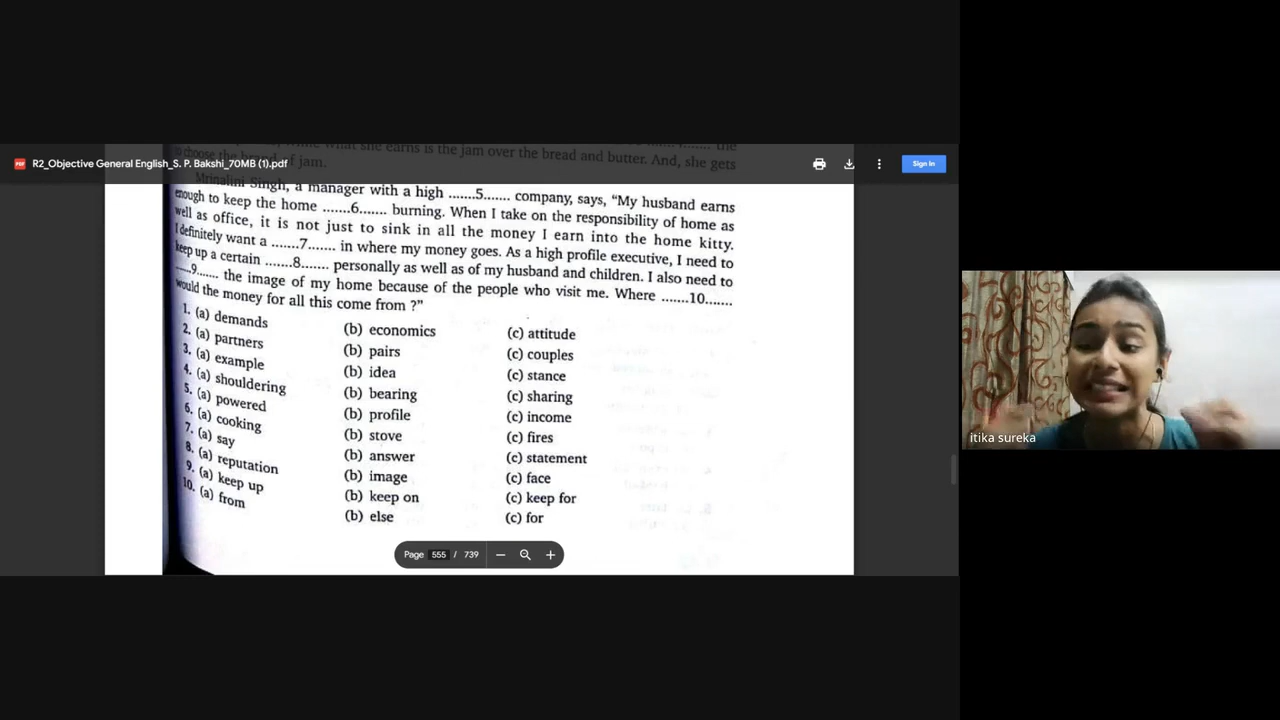 R2_Objective General English_S. P. Bakshi_70MB (1).pdf
Sign in
what she earns is the jam over the bread and butter. And, she gets
choose the brand of jam.
Mrinalini Singh, a manager with a high .......5....... company, says, “My husband earns
enough to keep the home .......6....... burning. When I take on the responsibility of home as
well as office, it is not just to sink in all the money I earn into the home kitty.
I definitely want a .......7....... in where my money goes. As a high profile executive, I need to
keep up a certain .......8....... personally as well as of my husband and children. I also need to
.....9....... the image of my home because of the people who visit me. Where .......10.......
would the money for all this come from ?”
1. (a) demands (b) economics (c) attitude
2. (a) partners (b) pairs (c) couples
3. (a) example (b) idea (c) stance
4. (a) shouldering (b) bearing (c) sharing
5. (a) powered (b) profile (c) income
6. (a) cooking (b) stove (c) fires
7. (a) say (b) answer (c) statement
8. (a) reputation (b) image (c) face
9. (a) keep up (b) keep on (c) keep for
10. (a) from (b) else (c) for
Page 555 / 739
itika sureka